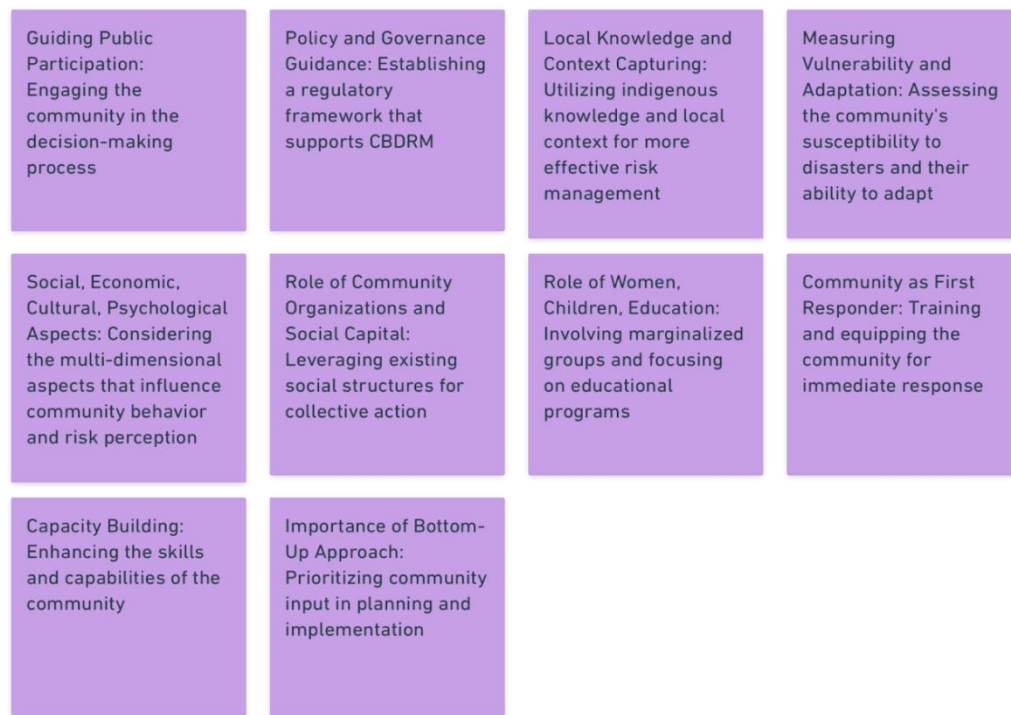 Guiding Public
Participation:
Engaging the
community in the
decision-making
process
Policy and Governance
Guidance: Establishing
a regulatory
framework that
supports CBDRM
Local Knowledge and
Context Capturing:
Utilizing indigenous
knowledge and local
context for more
effective risk
management
Measuring
Vulnerability and
Adaptation: Assessing
the community's
susceptibility to
disasters and their
ability to adapt
Social, Economic,
Cultural, Psychological
Aspects: Considering
the multi-dimensional
aspects that influence
community behavior
and risk perception
Role of Community
Organizations and
Social Capital:
Leveraging existing
social structures for
collective action
Role of Women,
Children, Education:
Involving marginalized
groups and focusing
on educational
programs
Community as First
Responder: Training
and equipping the
community for
immediate response
Capacity Building:
Enhancing the skills
and capabilities of the
community
Importance of Bottom-
Up Approach:
Prioritizing community
input in planning and
implementation